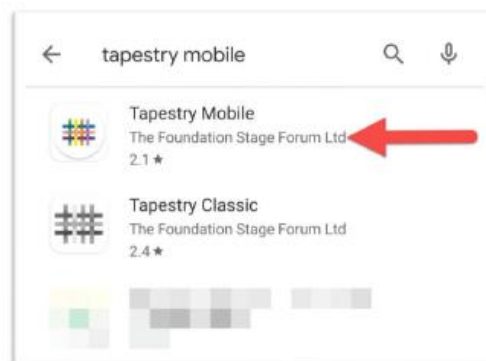 tapestry mobile
Tapestry Mobile
The Foundation Stage Forum Ltd
2.1 ★
Tapestry Classic
The Foundation Stage Forum Ltd
2.4 ★